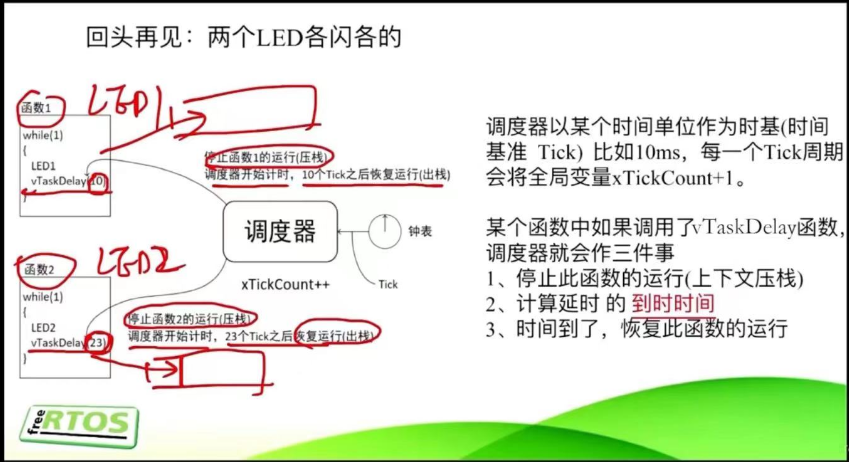 回头再见：两个LED各闪各的
函数1
LED1
while(1)
{
LED1
vTaskDelay(10)
}
停止函数1的运行(压栈)
调度器开始计时，10个Tick之后恢复运行(出栈)
调度器
钟表
xTickCount++
Tick
函数2
LED2
while(1)
{
LED2
vTaskDelay(23)
}
停止函数2的运行(压栈)
调度器开始计时，23个Tick之后恢复运行(出栈)
调度器以某个时间单位作为时基(时间
基准 Tick) 比如10ms，每一个Tick周期
会将全局变量xTickCount+1。
某个函数中如果调用了vTaskDelay函数，
调度器就会作三件事
1、停止此函数的运行(上下文压栈)
2、计算延时 的 到时时间
3、时间到了，恢复此函数的运行
freeRTOS